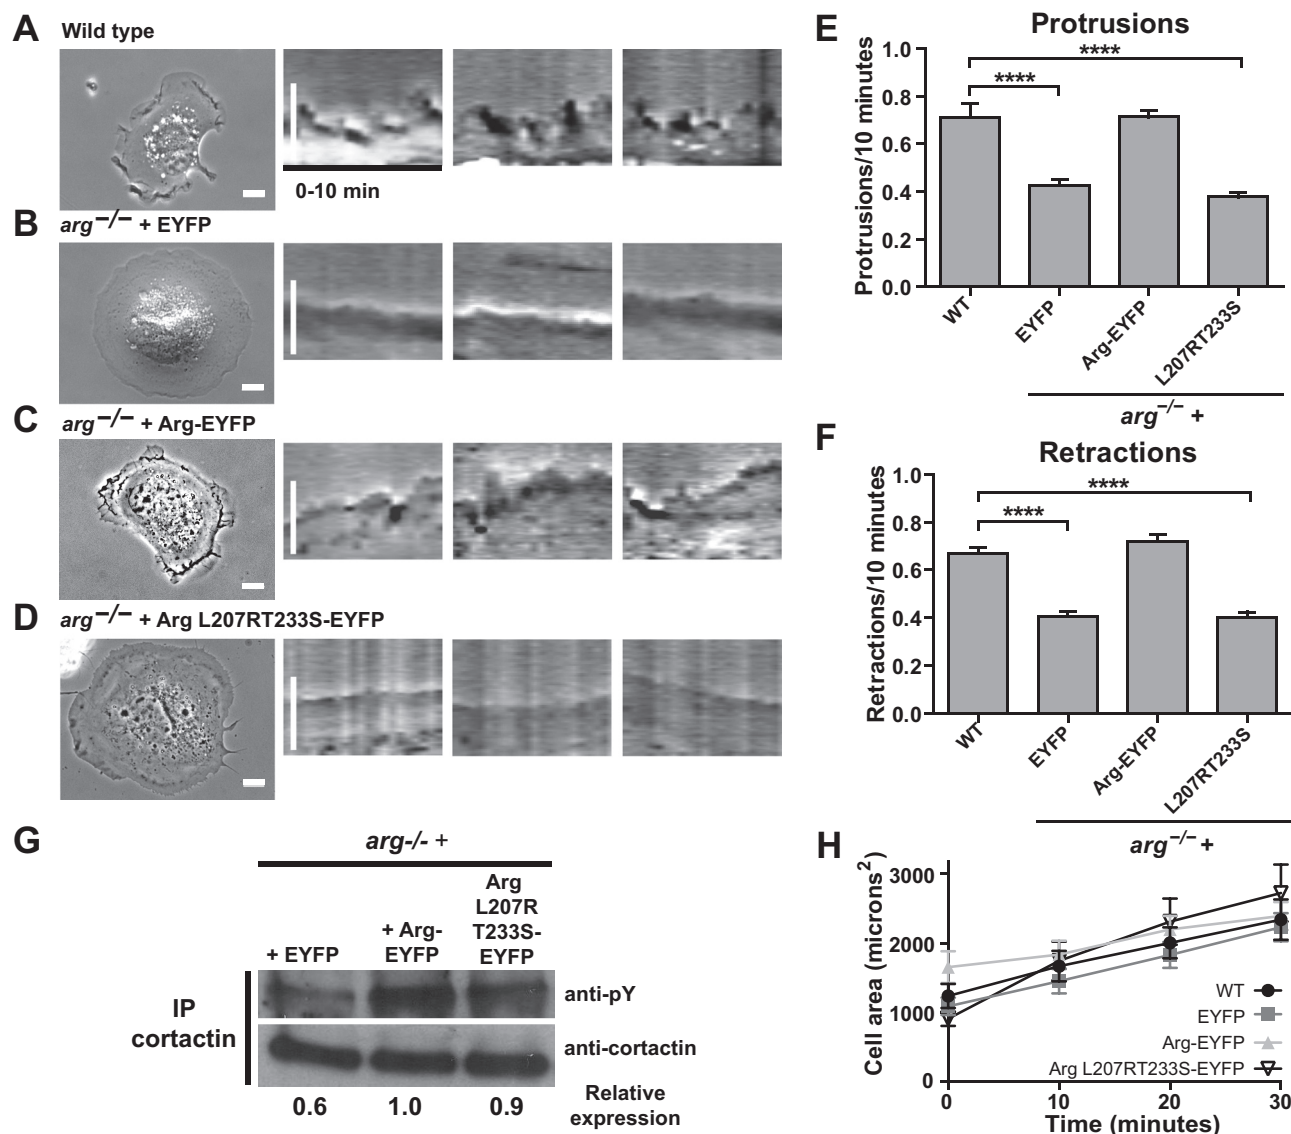 A
Wild type
0-10 min
B
arg−/− + EYFP
C
arg−/− + Arg-EYFP
D
arg−/− + Arg L207RT233S-EYFP
E
Protrusions
Protrusions/10 minutes
1.0
0.8
0.6
0.4
0.2
0.0
****
****
WT
EYFP
Arg-EYFP
L207RT233S
arg−/− +
F
Retractions
Retractions/10 minutes
1.0
0.8
0.6
0.4
0.2
0.0
****
****
WT
EYFP
Arg-EYFP
L207RT233S
arg−/− +
G
arg-/- +
+ EYFP
+ Arg-
EYFP
Arg
L207R
T233S-
EYFP
IP
cortactin
anti-pY
anti-cortactin
0.6 1.0 0.9
Relative
expression
H
Cell area (microns2)
3000
2000
1000
0
WT
EYFP
Arg-EYFP
Arg L207RT233S-EYFP
0 10 20 30
Time (minutes)